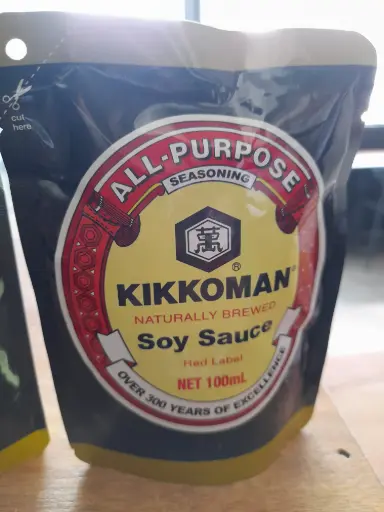 cut
here
ALL-PURPOSE
SEASONING
萬
®
KIKKOMAN®
NATURALLY BREWED
Soy Sauce
Red Label
NET 100mL
OVER 300 YEARS OF EXCELLENCE